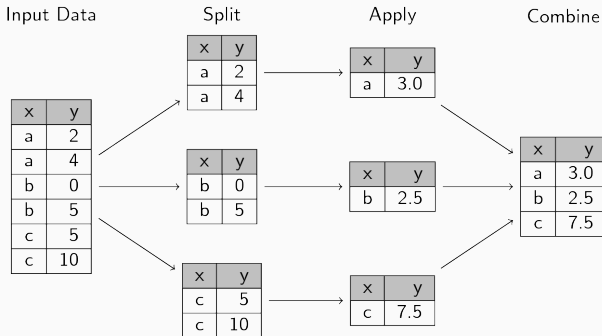 Input Data
Split
Apply
Combine
x y
a 2
a 4
b 0
b 5
c 5
c 10
x y
a 2
a 4
x y
b 0
b 5
x y
c 5
c 10
x y
a 3.0
x y
b 2.5
x y
c 7.5
x y
a 3.0
b 2.5
c 7.5